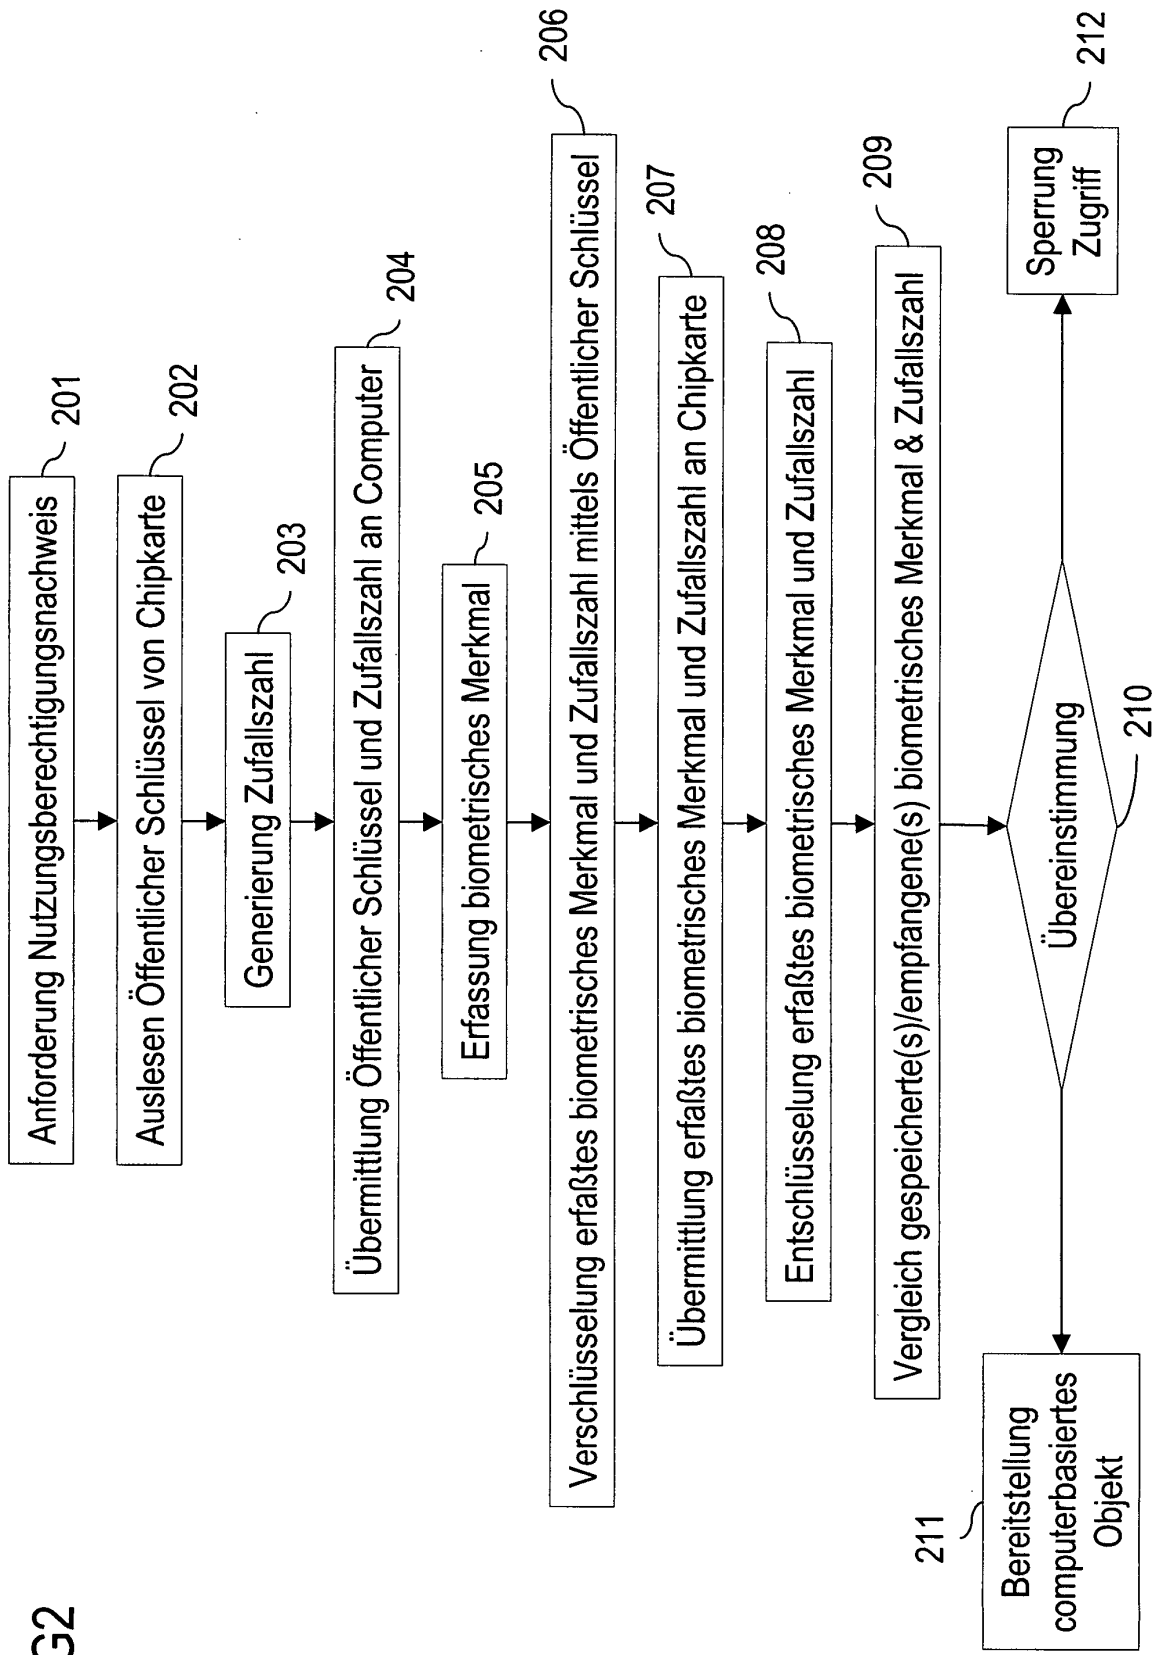 G2
Anforderung Nutzungsberechtigungsnachweis
201
Auslesen Öffentlicher Schlüssel von Chipkarte
202
Generierung Zufallszahl
203
Übermittlung Öffentlicher Schlüssel und Zufallszahl an Computer
204
Erfassung biometrisches Merkmal
205
Verschlüsselung erfaßtes biometrisches Merkmal und Zufallszahl mittels Öffentlicher Schlüssel
206
Übermittlung erfaßtes biometrisches Merkmal und Zufallszahl an Chipkarte
207
Entschlüsselung erfaßtes biometrisches Merkmal und Zufallszahl
208
Vergleich gespeicherte(s)/empfangene(s) biometrisches Merkmal & Zufallszahl
209
Übereinstimmung
210
211
Bereitstellung
computerbasiertes
Objekt
Sperrung
Zugriff
212